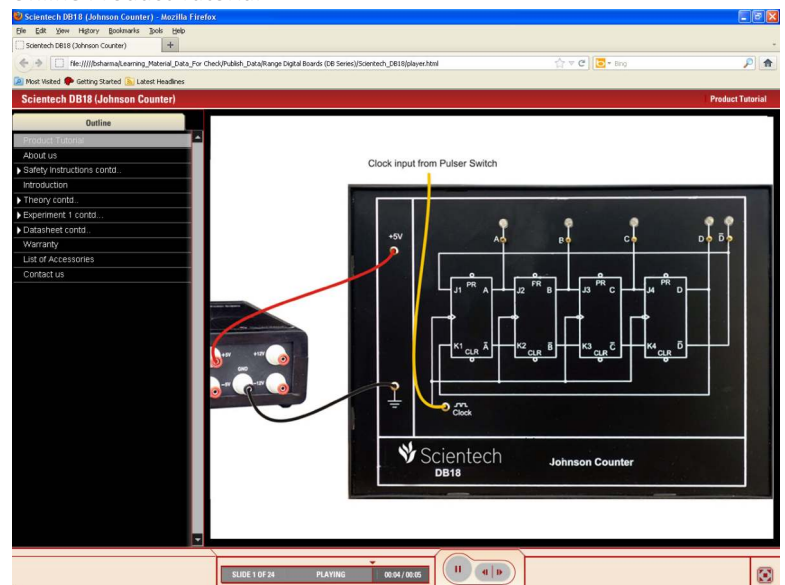 Scientech DB18 (Johnson Counter) - Mozilla Firefox
File Edit View History Bookmarks Tools Help
Scientech DB18 (Johnson Counter)
file://///bsharma/Learning_Material_Data_For Check/Publish_Data/Range Digital Boards (DB Series)/Scientech_DB18/player.html
Bing
Most Visited Getting Started Latest Headlines
Scientech DB18 (Johnson Counter)
Product Tutorial
Outline
Product Tutorial
About us
Safety Instructions contd..
Introduction
Theory contd..
Experiment 1 contd...
Datasheet contd..
Warranty
List of Accessories
Contact us
Clock input from Pulser Switch
+5V
A B C D D̅
PR FR PR PR
J1 A J2 B J3 C J4 D
K1 A̅ K2 B̅ K3 C̅ K4 D̅
CLR CLR CLR CLR
+5V +12V
GND
-5V -12V
Clock
Scientech
DB18
Johnson Counter
SLIDE 1 OF 24 PLAYING 00:04 / 00:05